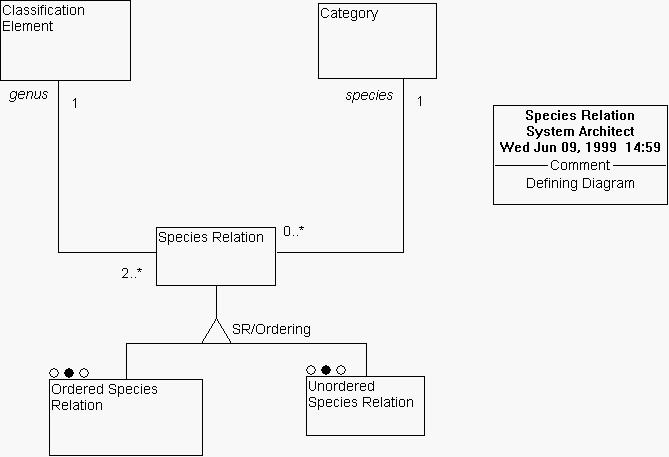 Classification
Element
Category
genus
1
species
1
Species Relation
System Architect
Wed Jun 09, 1999  14:59
Comment
Defining Diagram
Species Relation
0..*
2..*
SR/Ordering
Ordered Species
Relation
Unordered
Species Relation